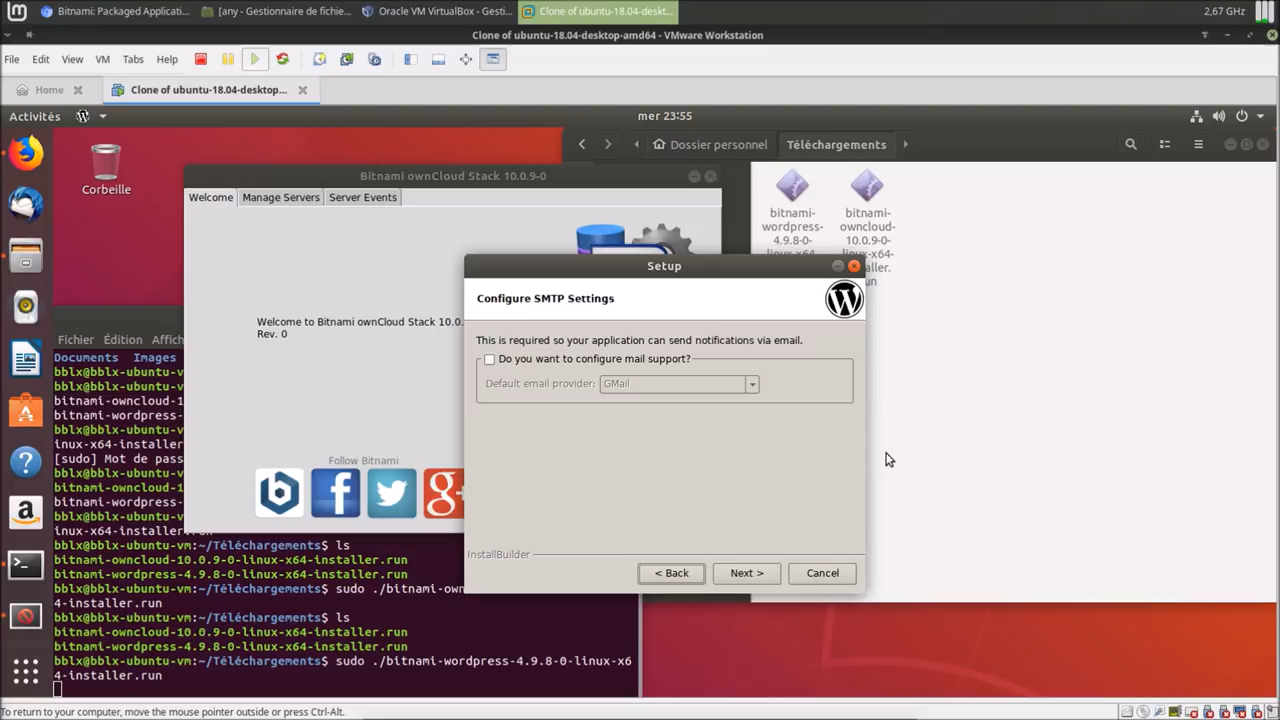 Bitnami: Packaged Applicati...
[any - Gestionnaire de fichie...
Oracle VM VirtualBox - Gesti...
Clone of ubuntu-18.04-deskt...
2,67 GHz
Clone of ubuntu-18.04-desktop-amd64 - VMware Workstation
File Edit View VM Tabs Help
Home
Clone of ubuntu-18.04-desktop...
Activités
mer 23:55
Dossier personnel
Téléchargements
Corbeille
Bitnami ownCloud Stack 10.0.9-0
Welcome
Manage Servers
Server Events
bitnami-
wordpress-
4.9.8-0-
linux-x64-
bitnami-
owncloud-
10.0.9-0-
linux-x64-
installer.
run
Welcome to Bitnami ownCloud Stack 10.0.
Rev. 0
Follow Bitnami
Setup
Configure SMTP Settings
This is required so your application can send notifications via email.
Do you want to configure mail support?
Default email provider:
GMail
InstallBuilder
< Back
Next >
Cancel
Fichier Édition Affich
Documents Images
bblx@bblx-ubuntu-v
bitnami-owncloud-1
bitnami-wordpress-
bblx@bblx-ubuntu-v
inux-x64-installer
[sudo] Mot de pass
bblx@bblx-ubuntu-v
bitnami-owncloud-1
bitnami-wordpress-
bblx@bblx-ubuntu-v
inux-x64-installer
bblx@bblx-ubuntu-vm:~/Téléchargements$ ls
bitnami-owncloud-10.0.9-0-linux-x64-installer.run
bitnami-wordpress-4.9.8-0-linux-x64-installer.run
bblx@bblx-ubuntu-vm:~/Téléchargements$ sudo ./bitnami-own
4-installer.run
bblx@bblx-ubuntu-vm:~/Téléchargements$ ls
bitnami-owncloud-10.0.9-0-linux-x64-installer.run
bitnami-wordpress-4.9.8-0-linux-x64-installer.run
bblx@bblx-ubuntu-vm:~/Téléchargements$ sudo ./bitnami-wordpress-4.9.8-0-linux-x6
4-installer.run
To return to your computer, move the mouse pointer outside or press Ctrl-Alt.